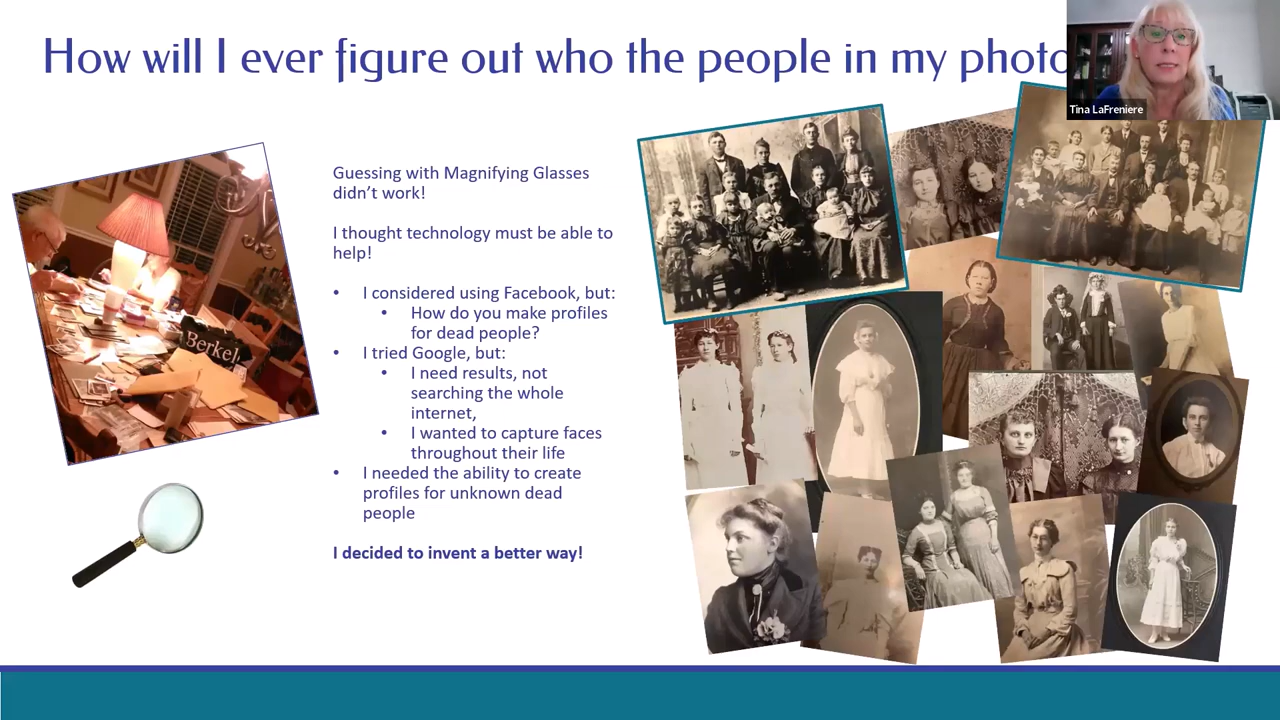 How will I ever figure out who the people in my photo
Tina LaFreniere
Guessing with Magnifying Glasses
didn't work!
I thought technology must be able to
help!
• I considered using Facebook, but:
• How do you make profiles
for dead people?
• I tried Google, but:
• I need results, not
searching the whole
internet,
• I wanted to capture faces
throughout their life
• I needed the ability to create
profiles for unknown dead
people
I decided to invent a better way!
Berkel